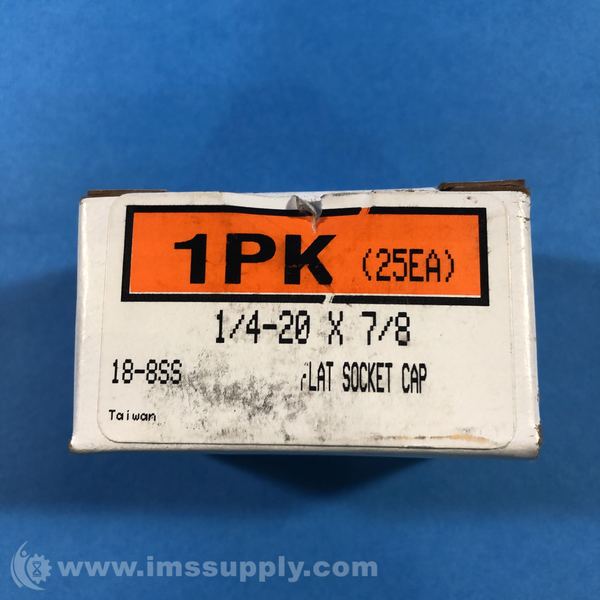 1PK (25EA)
1/4-20 X 7/8
18-8SS FLAT SOCKET CAP
Taiwan
www.imssupply.com